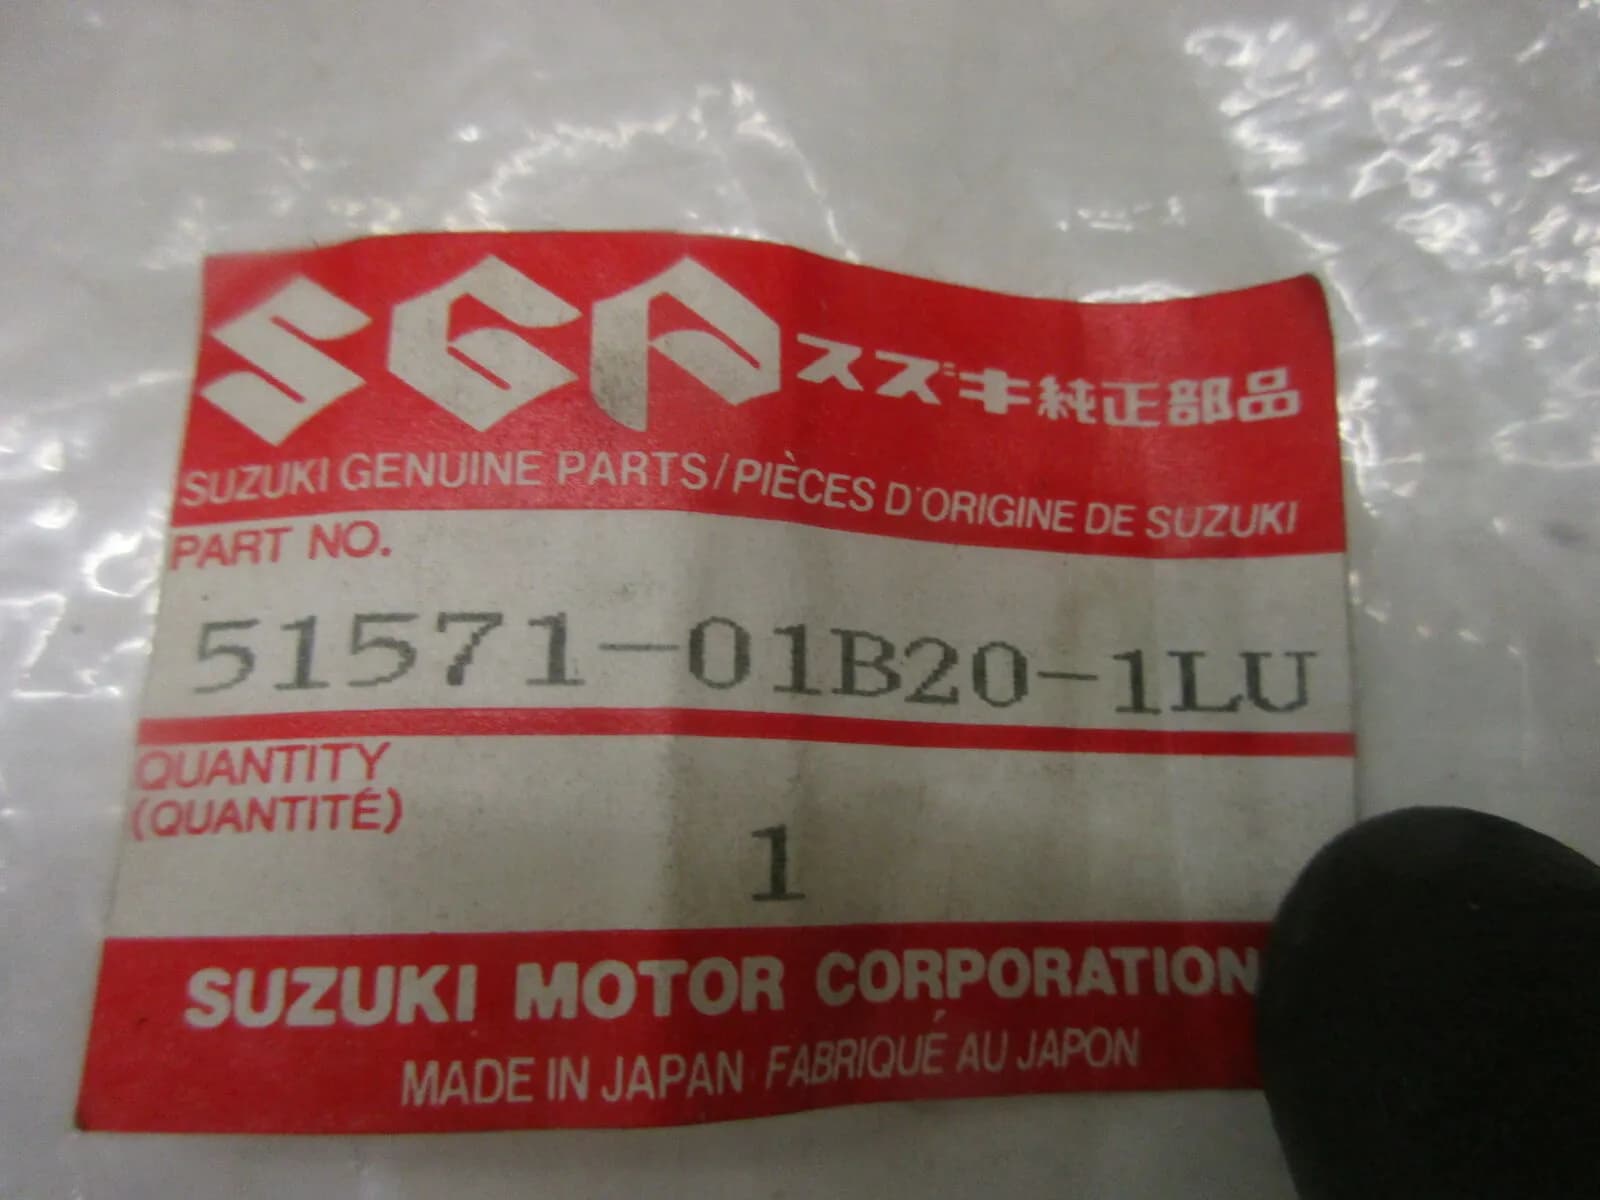 SGP スズキ純正部品
SUZUKI GENUINE PARTS/PIÈCES D'ORIGINE DE SUZUKI
PART NO.
51571-01B20-1LU
QUANTITY
(QUANTITÉ)
1
SUZUKI MOTOR CORPORATION
MADE IN JAPAN FABRIQUÉ AU JAPON